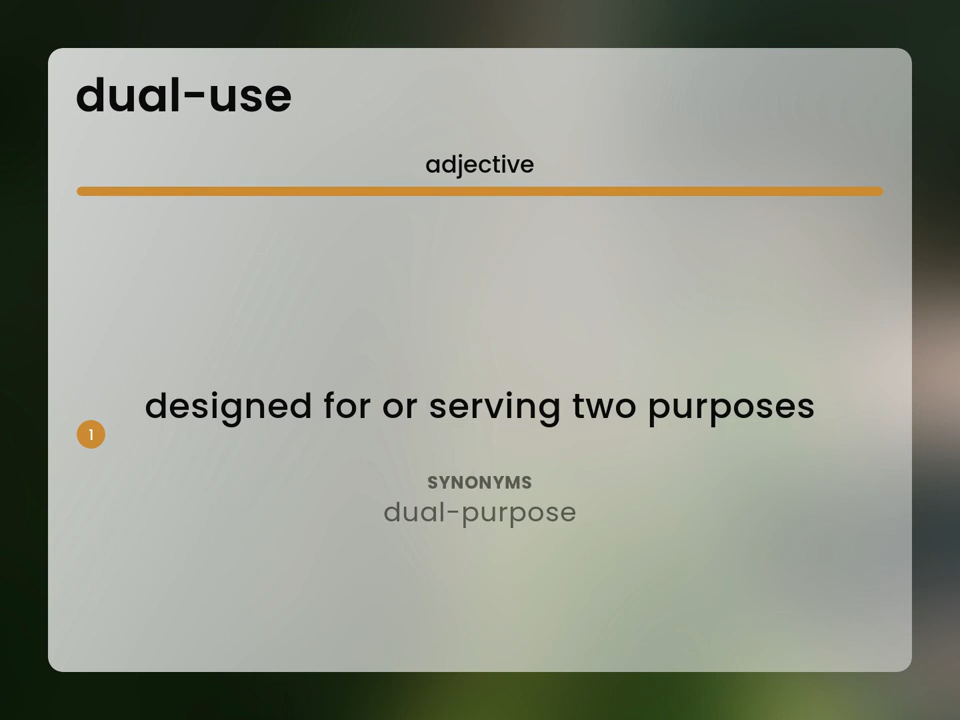 dual-use
adjective
designed for or serving two purposes
1
SYNONYMS
dual-purpose